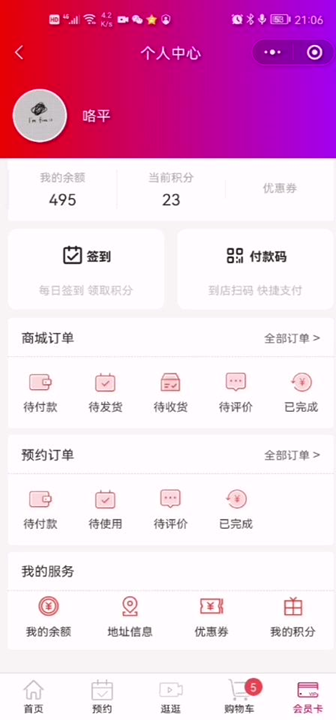 HD 4G 4.2 K/s 21:06
个人中心
咯平
我的余额 当前积分 优惠券
495 23
签到 付款码
每日签到 领取积分 到店扫码 快捷支付
商城订单 全部订单 >
待付款 待发货 待收货 待评价 已完成
预约订单 全部订单 >
待付款 待使用 待评价 已完成
我的服务
我的余额 地址信息 优惠券 我的积分
5
首页 预约 逛逛 购物车 会员卡